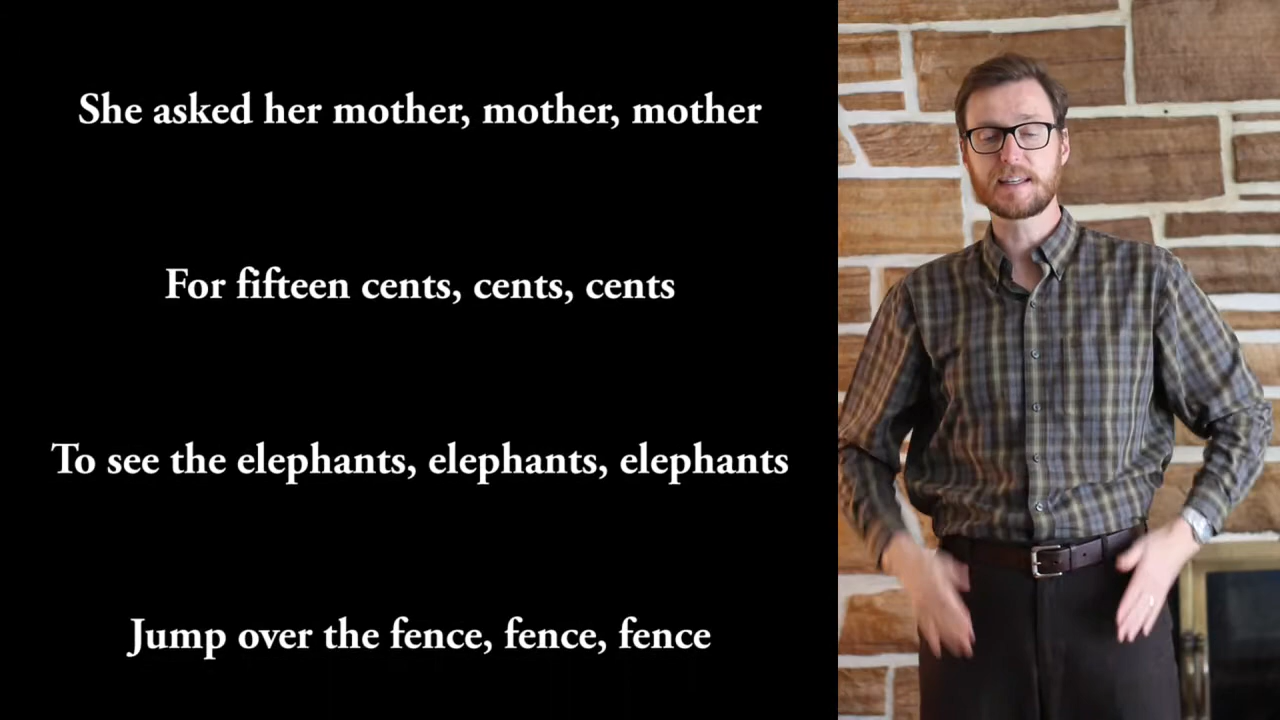 She asked her mother, mother, mother
For fifteen cents, cents, cents
To see the elephants, elephants, elephants
Jump over the fence, fence, fence